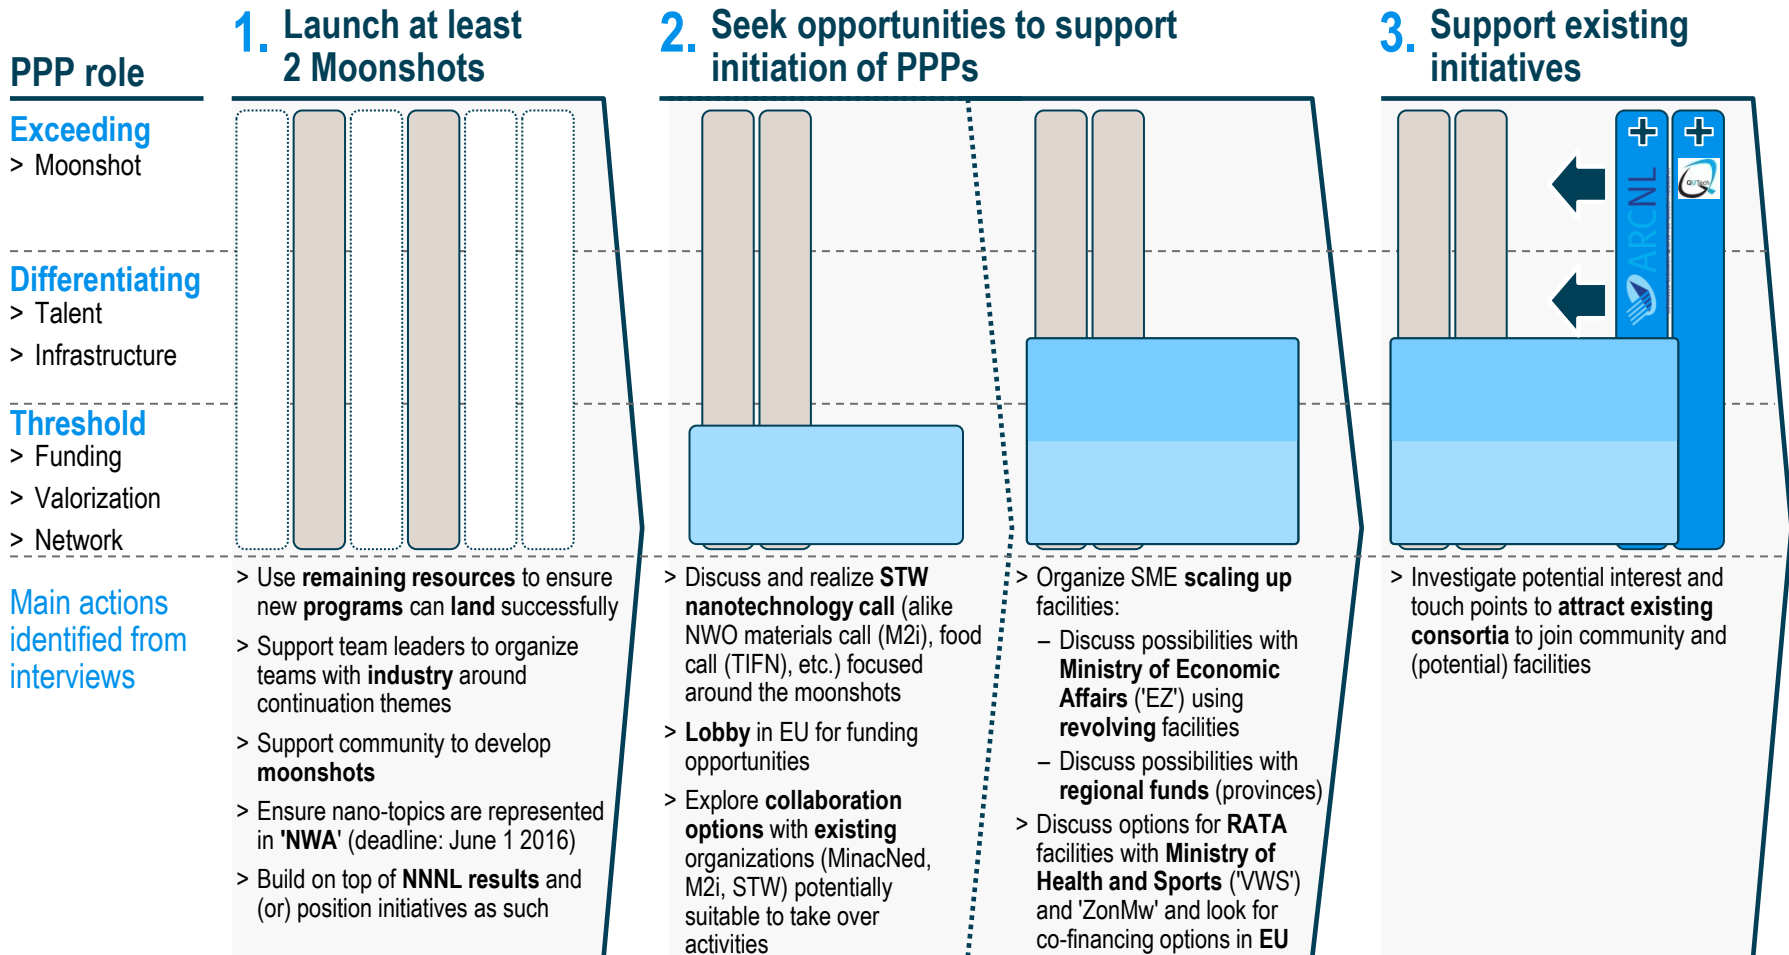 1. Launch at least
2 Moonshots
2. Seek opportunities to support
initiation of PPPs
3. Support existing
initiatives
PPP role
Exceeding
> Moonshot
Differentiating
> Talent
> Infrastructure
Threshold
> Funding
> Valorization
> Network
ARCNL
QUTech
Main actions
identified from
interviews
> Use remaining resources to ensure
new programs can land successfully
> Support team leaders to organize
teams with industry around
continuation themes
> Support community to develop
moonshots
> Ensure nano-topics are represented
in 'NWA' (deadline: June 1 2016)
> Build on top of NNNL results and
(or) position initiatives as such
> Discuss and realize STW
nanotechnology call (alike
NWO materials call (M2i), food
call (TIFN), etc.) focused
around the moonshots
> Lobby in EU for funding
opportunities
> Explore collaboration
options with existing
organizations (MinacNed,
M2i, STW) potentially
suitable to take over
activities
> Organize SME scaling up
facilities:
– Discuss possibilities with
Ministry of Economic
Affairs ('EZ') using
revolving facilities
– Discuss possibilities with
regional funds (provinces)
> Discuss options for RATA
facilities with Ministry of
Health and Sports ('VWS')
and 'ZonMw' and look for
co-financing options in EU
> Investigate potential interest and
touch points to attract existing
consortia to join community and
(potential) facilities